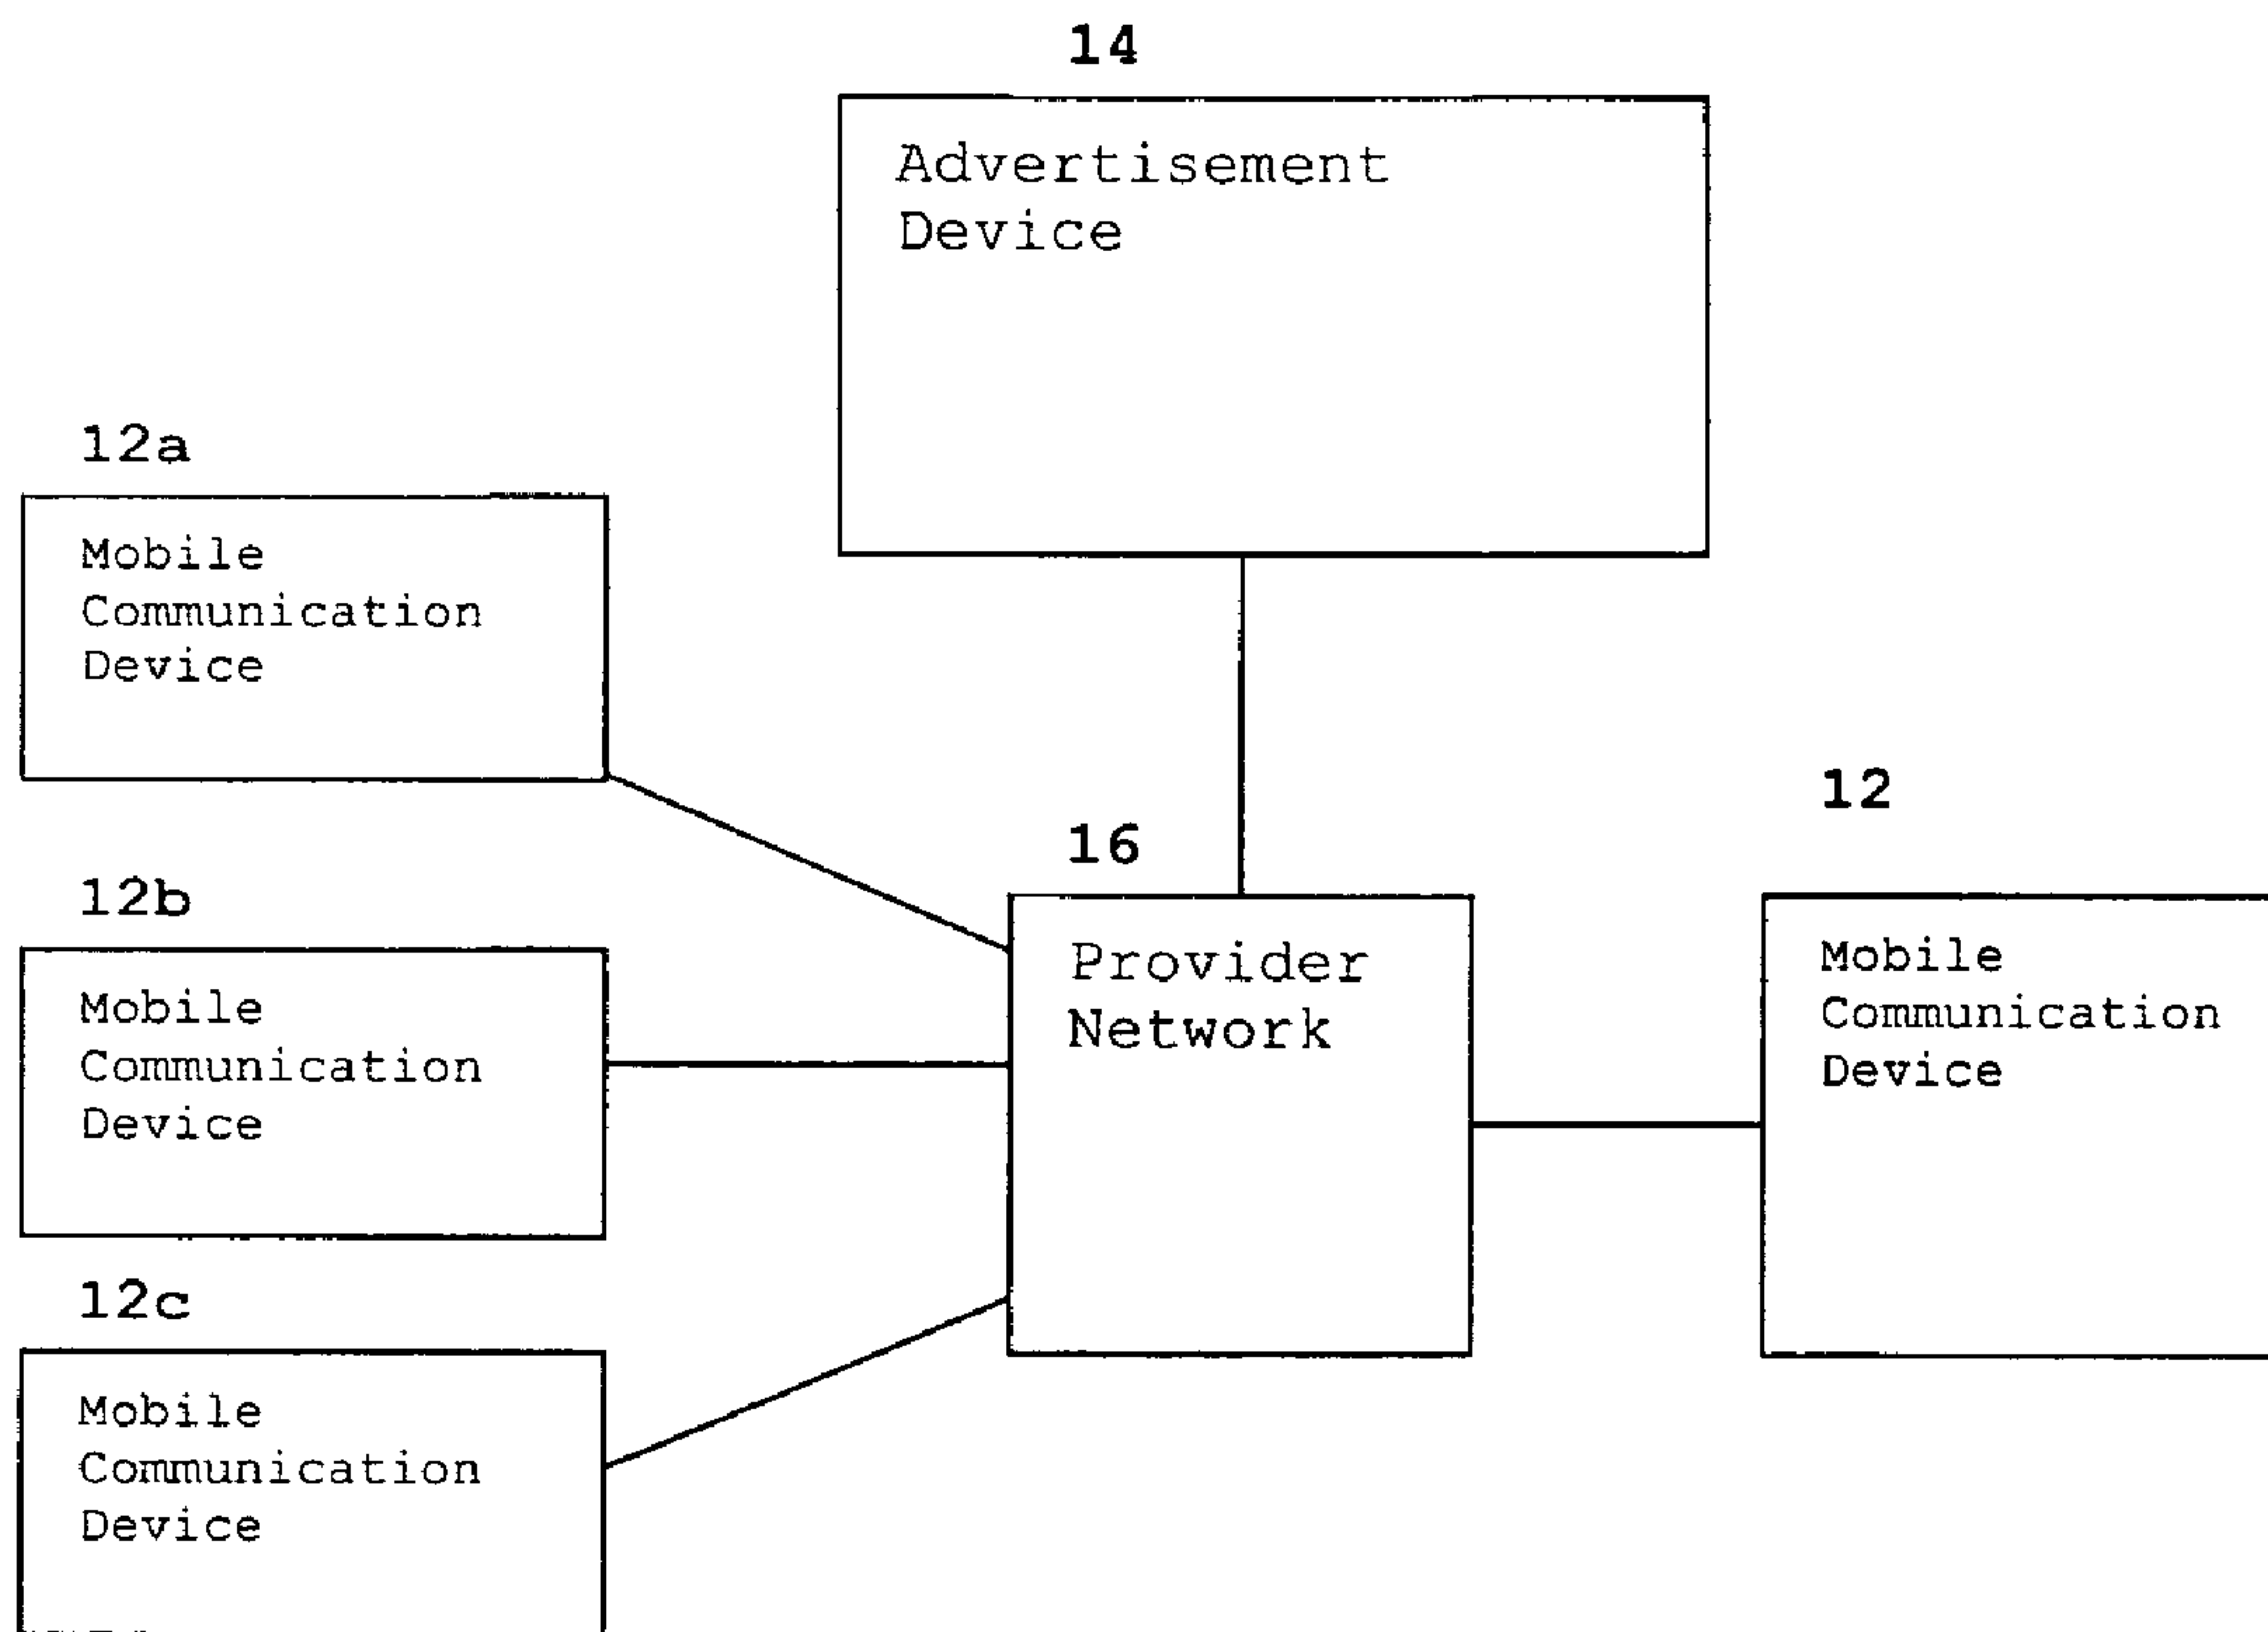 14
Advertisement
Device
12a
Mobile
Communication
Device
12
16
12b
Provider
Network
Mobile
Communication
Device
Mobile
Communication
Device
12c
Mobile
Communication
Device